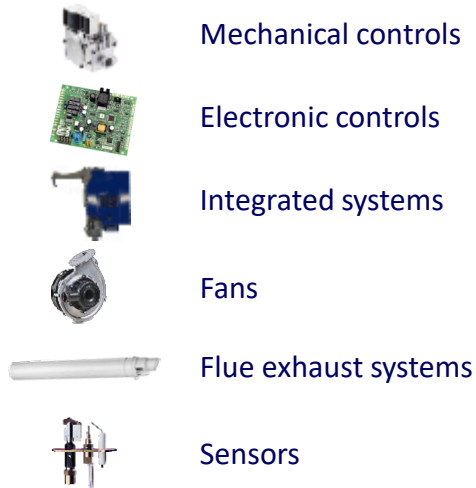 Mechanical controls
Electronic controls
Integrated systems
Fans
Flue exhaust systems
Sensors